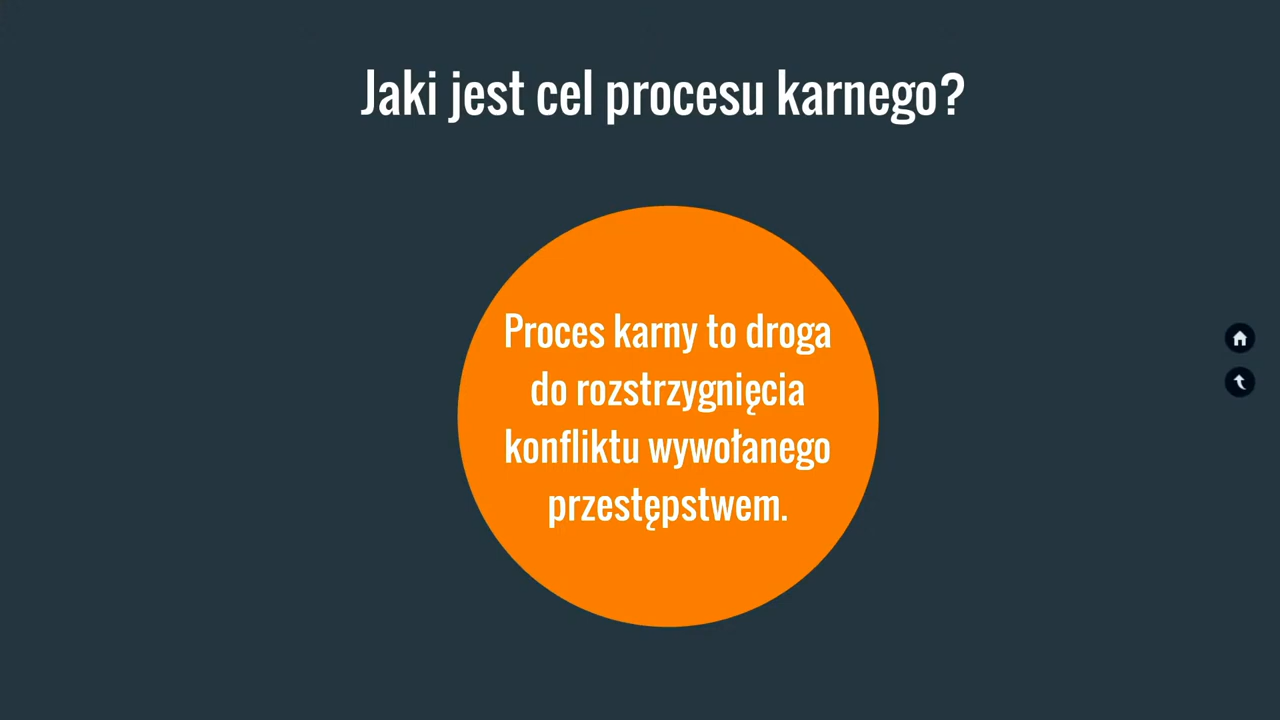 Jaki jest cel procesu karnego?
Proces karny to droga
do rozstrzygnięcia
konfliktu wywołanego
przestępstwem.